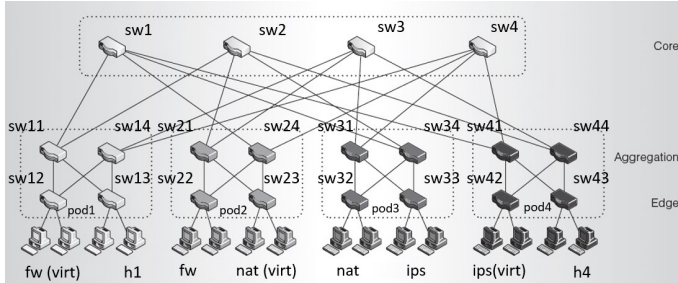 sw1 sw2 sw3 sw4
Core
sw11 sw14 sw21 sw24 sw31 sw34 sw41 sw44
Aggregation
sw12 sw13 sw22 sw23 sw32 sw33 sw42 sw43
Edge
pod1 pod2 pod3 pod4
fw (virt) h1 fw nat (virt) nat ips ips(virt) h4